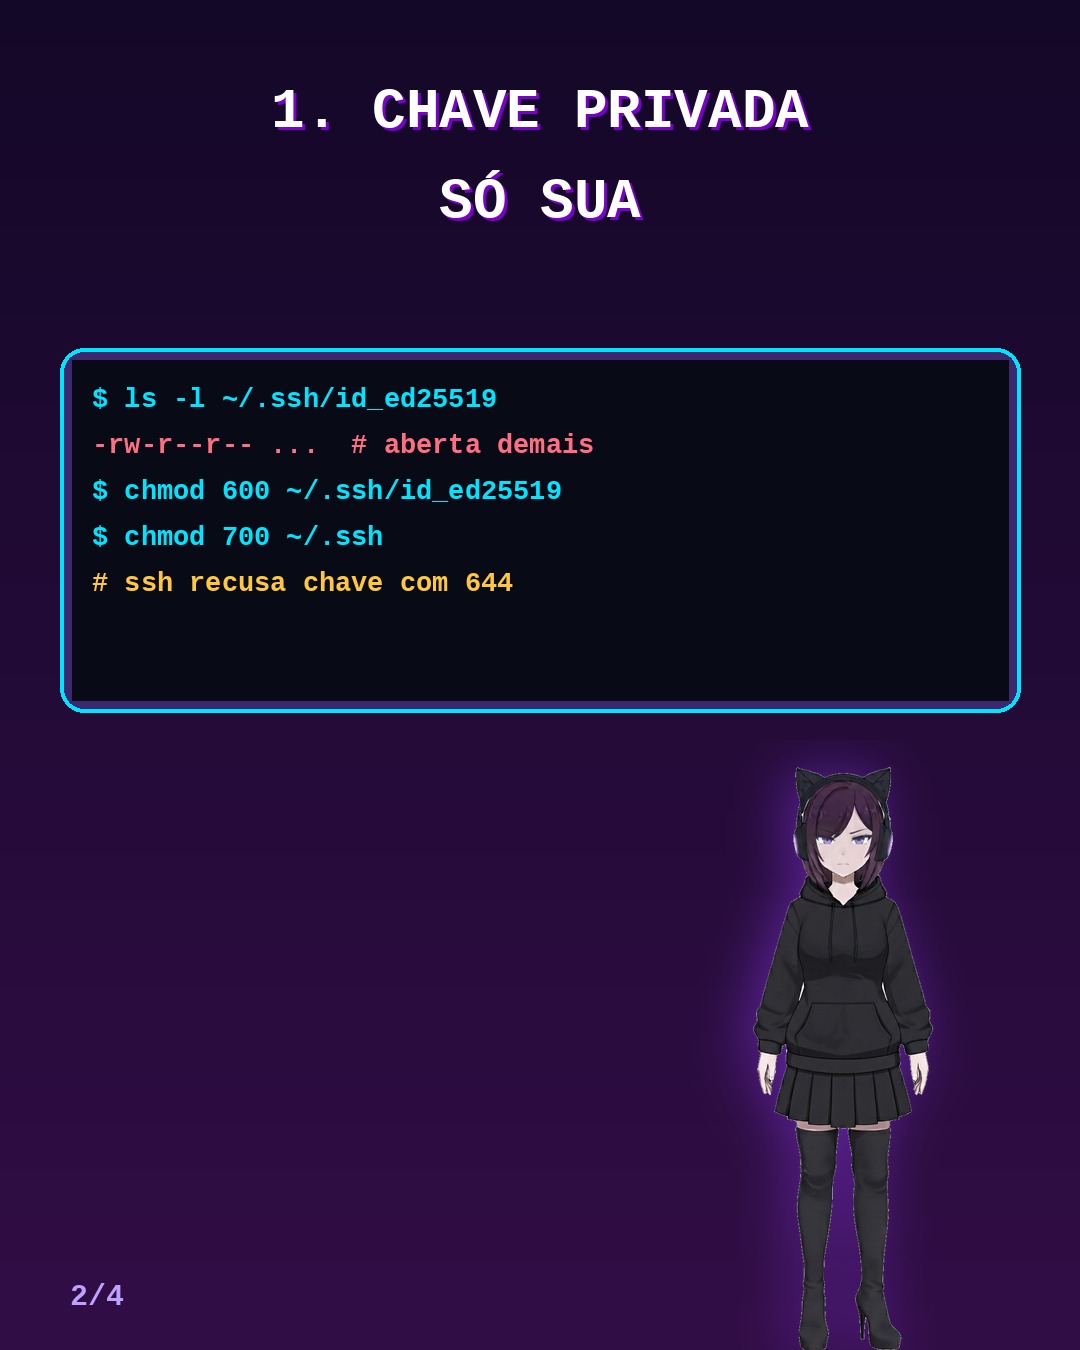 1. CHAVE PRIVADA
SÓ SUA
$ ls -l ~/.ssh/id_ed25519
-rw-r--r-- ...  # aberta demais
$ chmod 600 ~/.ssh/id_ed25519
$ chmod 700 ~/.ssh
# ssh recusa chave com 644
2/4